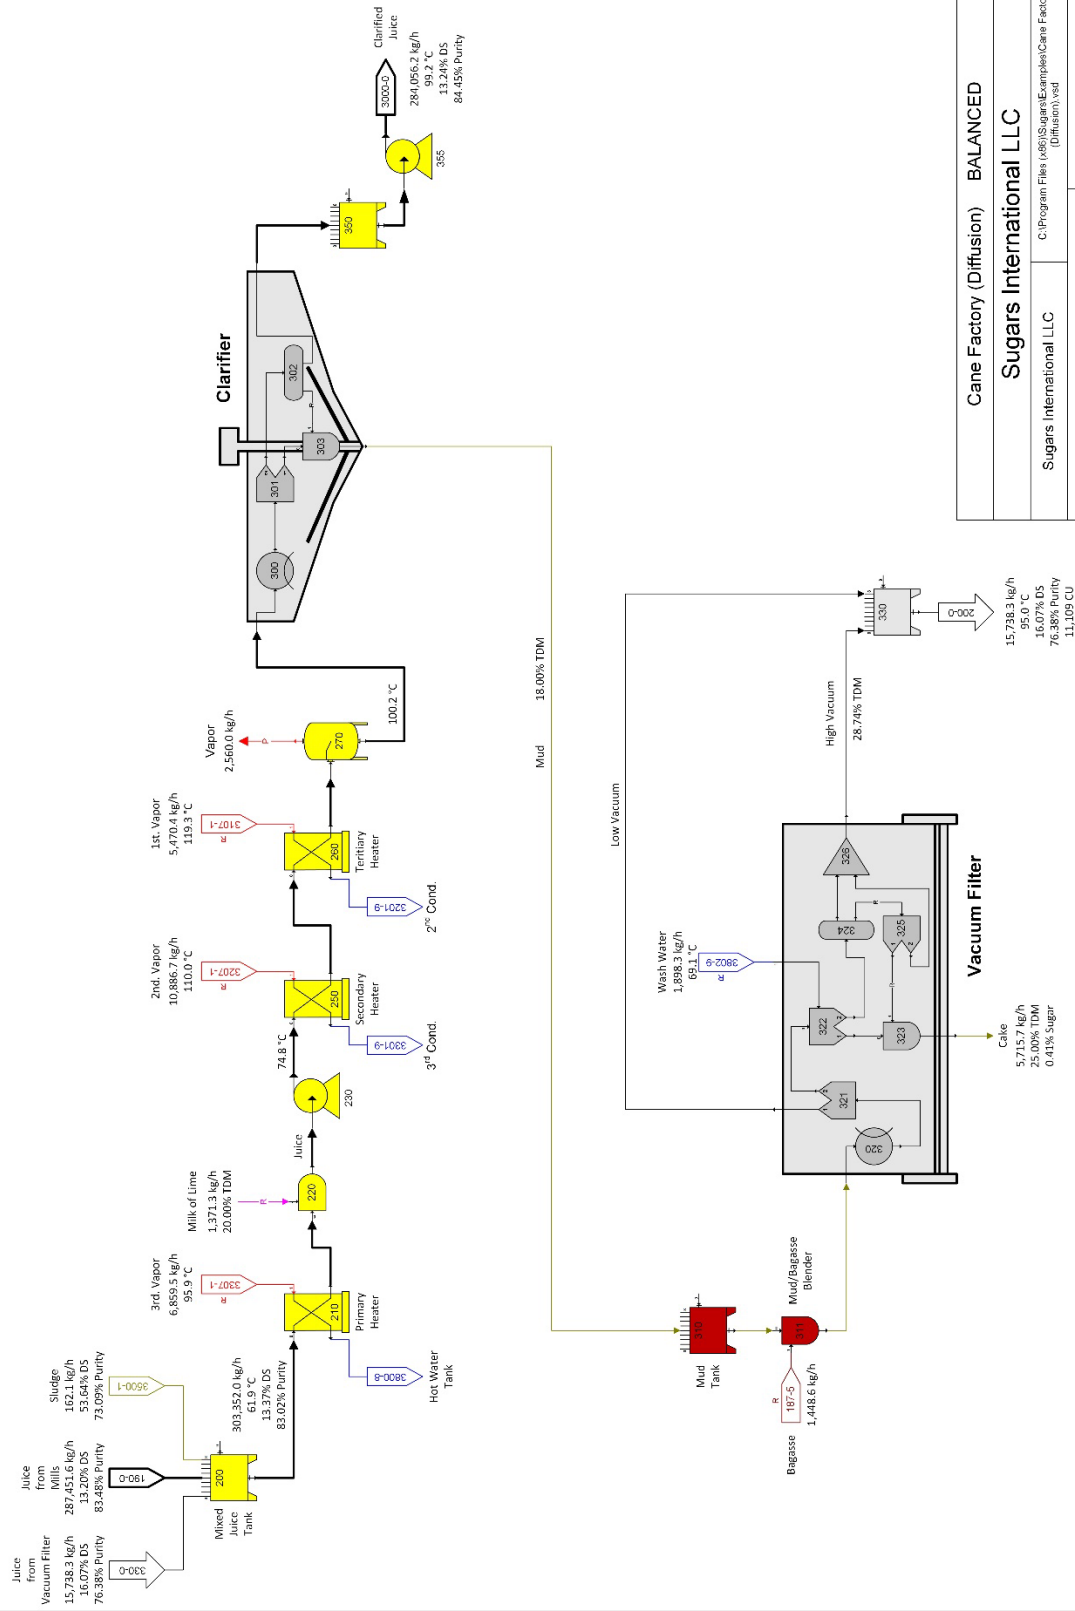 Juice
from
Vacuum Filter
15,738.3 kg/h
16.07% DS
76.38% Purity
330-0
Juice
from
Mills
287,451.6 kg/h
13.20% DS
83.48% Purity
190-0
Sludge
162.1 kg/h
53.64% DS
73.09% Purity
3500-1
200
Mixed
Juice
Tank
303,352.0 kg/h
61.9 °C
13.37% DS
83.02% Purity
3rd. Vapor
6,859.5 kg/h
95.9 °C
3307-1
R
210
Primary
Heater
3800-8
Hot Water
Tank
Milk of Lime
1,371.3 kg/h
20.00% TDM
R
220
Juice
230
74.8 °C
2nd. Vapor
10,886.7 kg/h
110.0 °C
3207-1
R
250
Secondary
Heater
3301-9
3rd Cond.
1st. Vapor
5,470.4 kg/h
119.3 °C
3107-1
R
260
Teritiary
Heater
3201-9
2nd Cond.
Vapor
2,560.0 kg/h
P
270
100.2 °C
Clarifier
300
301
302
R
303
350
355
3000-0
Clarified
Juice
284,056.2 kg/h
99.2 °C
13.24% DS
84.45% Purity
Mud
18.00% TDM
310
Mud
Tank
311
Mud/Bagasse
Blender
R
187-5
1,448.6 kg/h
Bagasse
Low Vacuum
Wash Water
1,898.3 kg/h
69.1 °C
3802-9
R
320
321
322
323
324
325
326
R
R
Vacuum Filter
Cake
5,715.7 kg/h
25.00% TDM
0.41% Sugar
High Vacuum
28.74% TDM
330
200-0
15,738.3 kg/h
95.0 °C
16.07% DS
76.38% Purity
11,109 CU
Cane Factory (Diffusion) BALANCED
Sugars International LLC
Sugars International LLC
C:\Program Files (x86)\Sugars\Examples\Cane Facto
(Diffusion).vsd